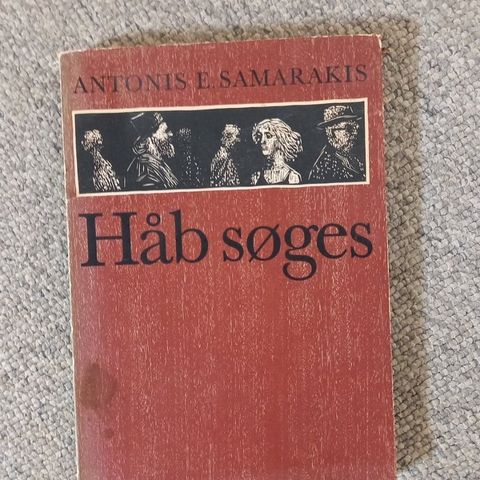 ANTONIS E. SAMARAKIS
Håb søges